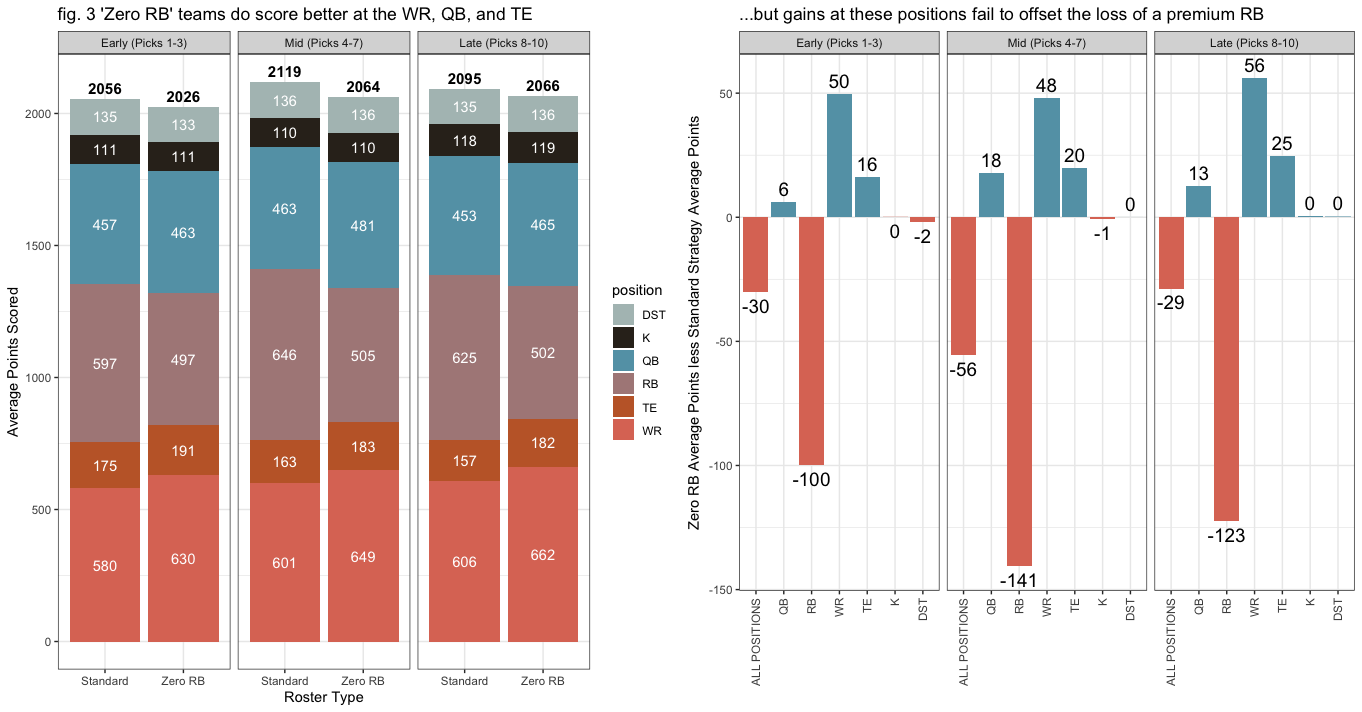 fig. 3 'Zero RB' teams do score better at the WR, QB, and TE
Early (Picks 1-3)
Mid (Picks 4-7)
Late (Picks 8-10)
Average Points Scored
2000
1500
1000
500
0
2056
135
111
457
597
175
580
2026
133
111
463
497
191
630
2119
136
110
463
646
163
601
2064
136
110
481
505
183
649
2095
135
118
453
625
157
606
2066
136
119
465
502
182
662
Standard
Zero RB
Standard
Zero RB
Standard
Zero RB
Roster Type
position
DST
K
QB
RB
TE
WR
...but gains at these positions fail to offset the loss of a premium RB
Early (Picks 1-3)
Mid (Picks 4-7)
Late (Picks 8-10)
Zero RB Average Points less Standard Strategy Average Points
50
0
-50
-100
-150
-30
6
-100
50
16
0
-2
-56
18
-141
48
20
-1
0
-29
13
-123
56
25
0
0
ALL POSITIONS
QB
RB
WR
TE
K
DST
ALL POSITIONS
QB
RB
WR
TE
K
DST
ALL POSITIONS
QB
RB
WR
TE
K
DST